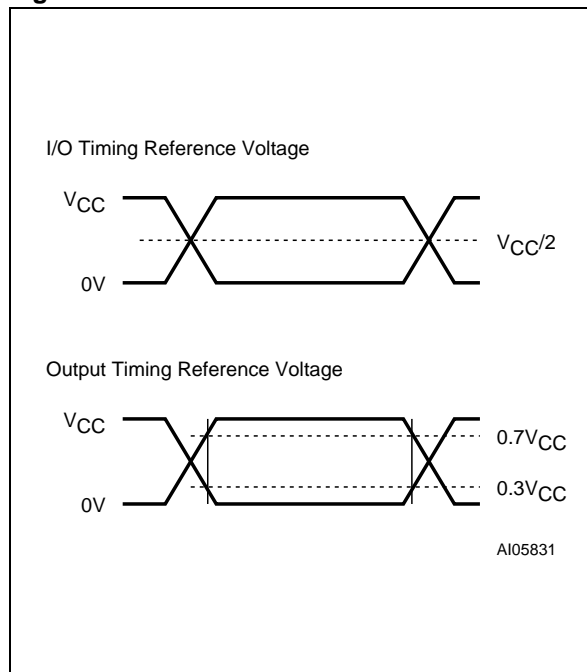 I/O Timing Reference Voltage
VCC
VCC/2
0V
Output Timing Reference Voltage
VCC
0.7VCC
0.3VCC
0V
AI05831